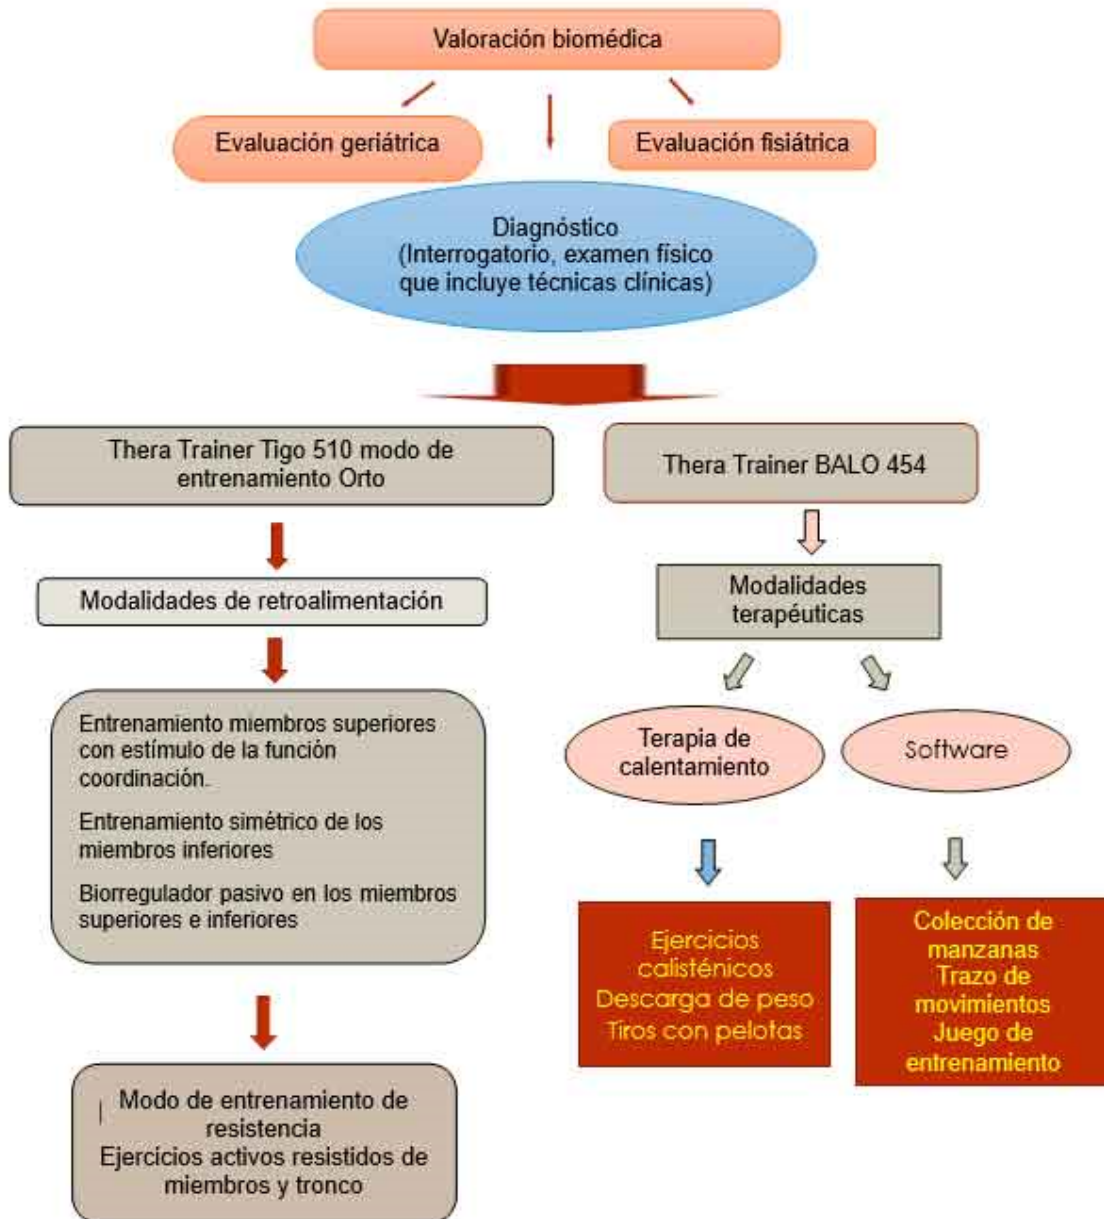 Valoración biomédica
Evaluación geriátrica
Evaluación fisiátrica
Diagnóstico
(Interrogatorio, examen físico
que incluye técnicas clínicas)
Thera Trainer Tigo 510 modo de
entrenamiento Orto
Thera Trainer BALO 454
Modalidades de retroalimentación
Modalidades
terapéuticas
Entrenamiento miembros superiores
con estímulo de la función
coordinación.
Entrenamiento simétrico de los
miembros inferiores
Biorregulador pasivo en los miembros
superiores e inferiores
Terapia de
calentamiento
Software
Ejercicios
calisténicos
Descarga de peso
Tiros con pelotas
Colección de
manzanas
Trazo de
movimientos
Juego de
entrenamiento
Modo de entrenamiento de
resistencia
Ejercicios activos resistidos de
miembros y tronco